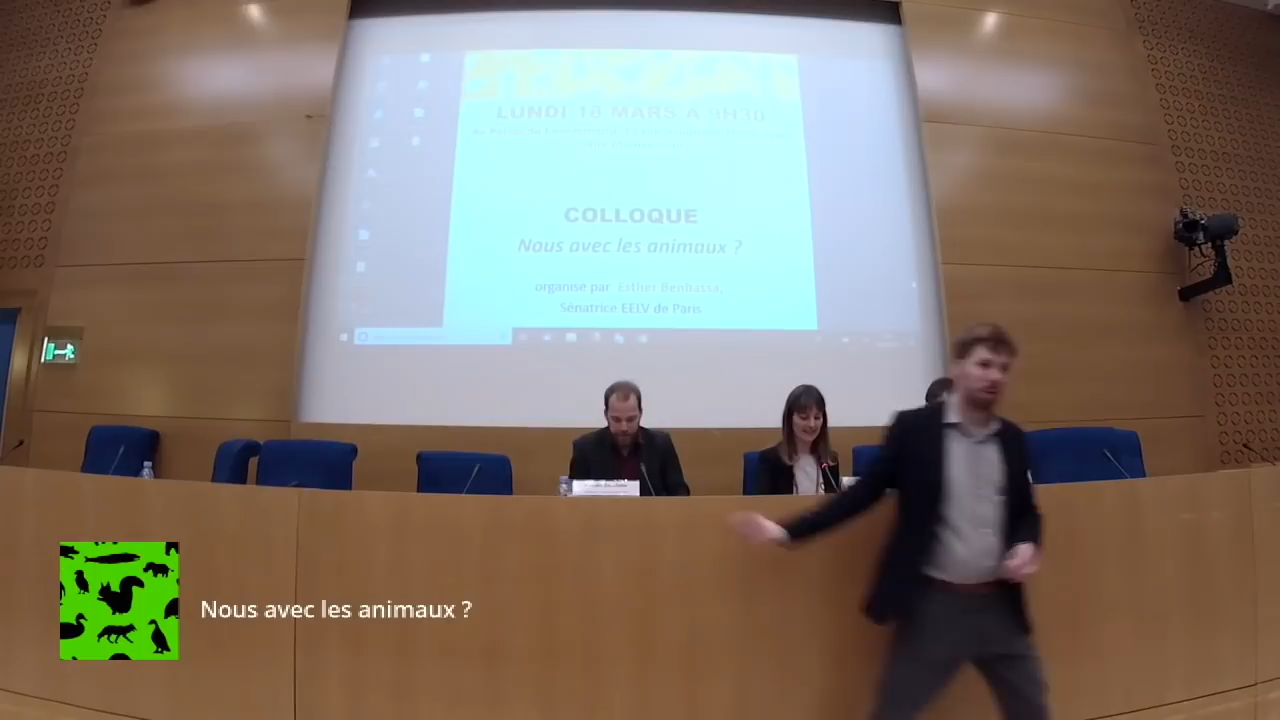 LUNDI 18 MARS A 9H30
COLLOQUE
Nous avec les animaux ?
organisé par Esther Benbassa,
Sénatrice EELV de Paris
Nous avec les animaux ?